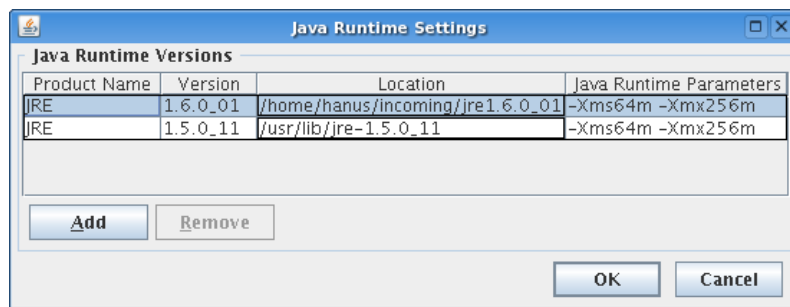 Java Runtime Settings
Java Runtime Versions
Product Name Version Location Java Runtime Parameters
JRE 1.6.0_01 /home/hanus/incoming/jre1.6.0_01 -Xms64m -Xmx256m
JRE 1.5.0_11 /usr/lib/jre-1.5.0_11 -Xms64m -Xmx256m
Add Remove
OK Cancel